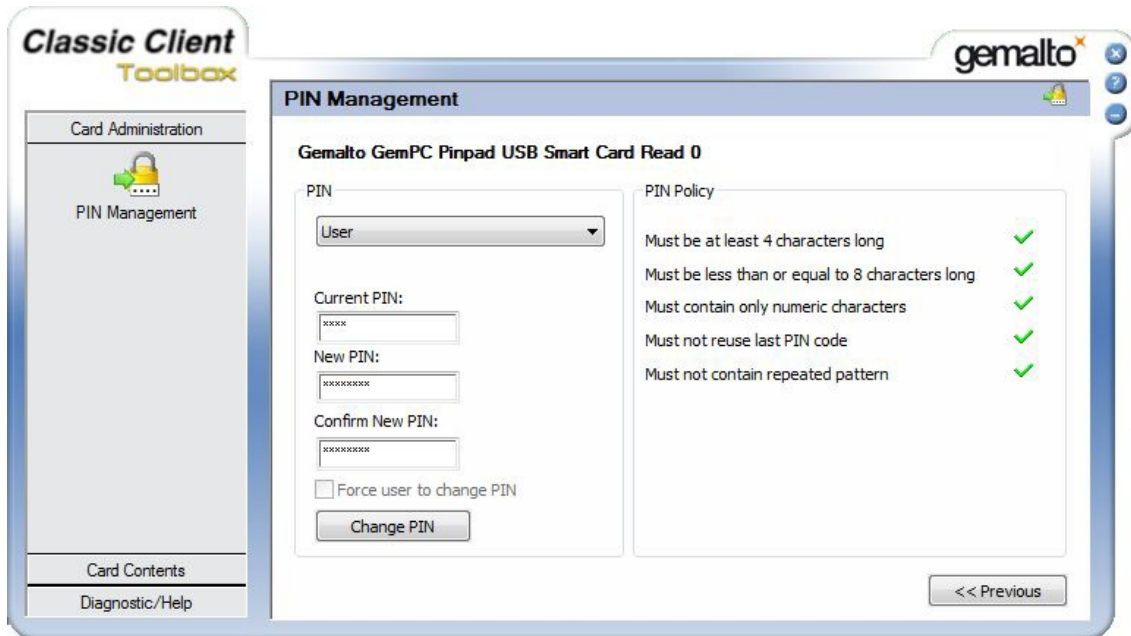 Classic Client
Toolbox
gemalto
PIN Management
Card Administration
PIN Management
Card Contents
Diagnostic/Help
Gemalto GemPC Pinpad USB Smart Card Read 0
PIN
User
Current PIN:
****
New PIN:
********
Confirm New PIN:
********
Force user to change PIN
Change PIN
PIN Policy
Must be at least 4 characters long
Must be less than or equal to 8 characters long
Must contain only numeric characters
Must not reuse last PIN code
Must not contain repeated pattern
<< Previous